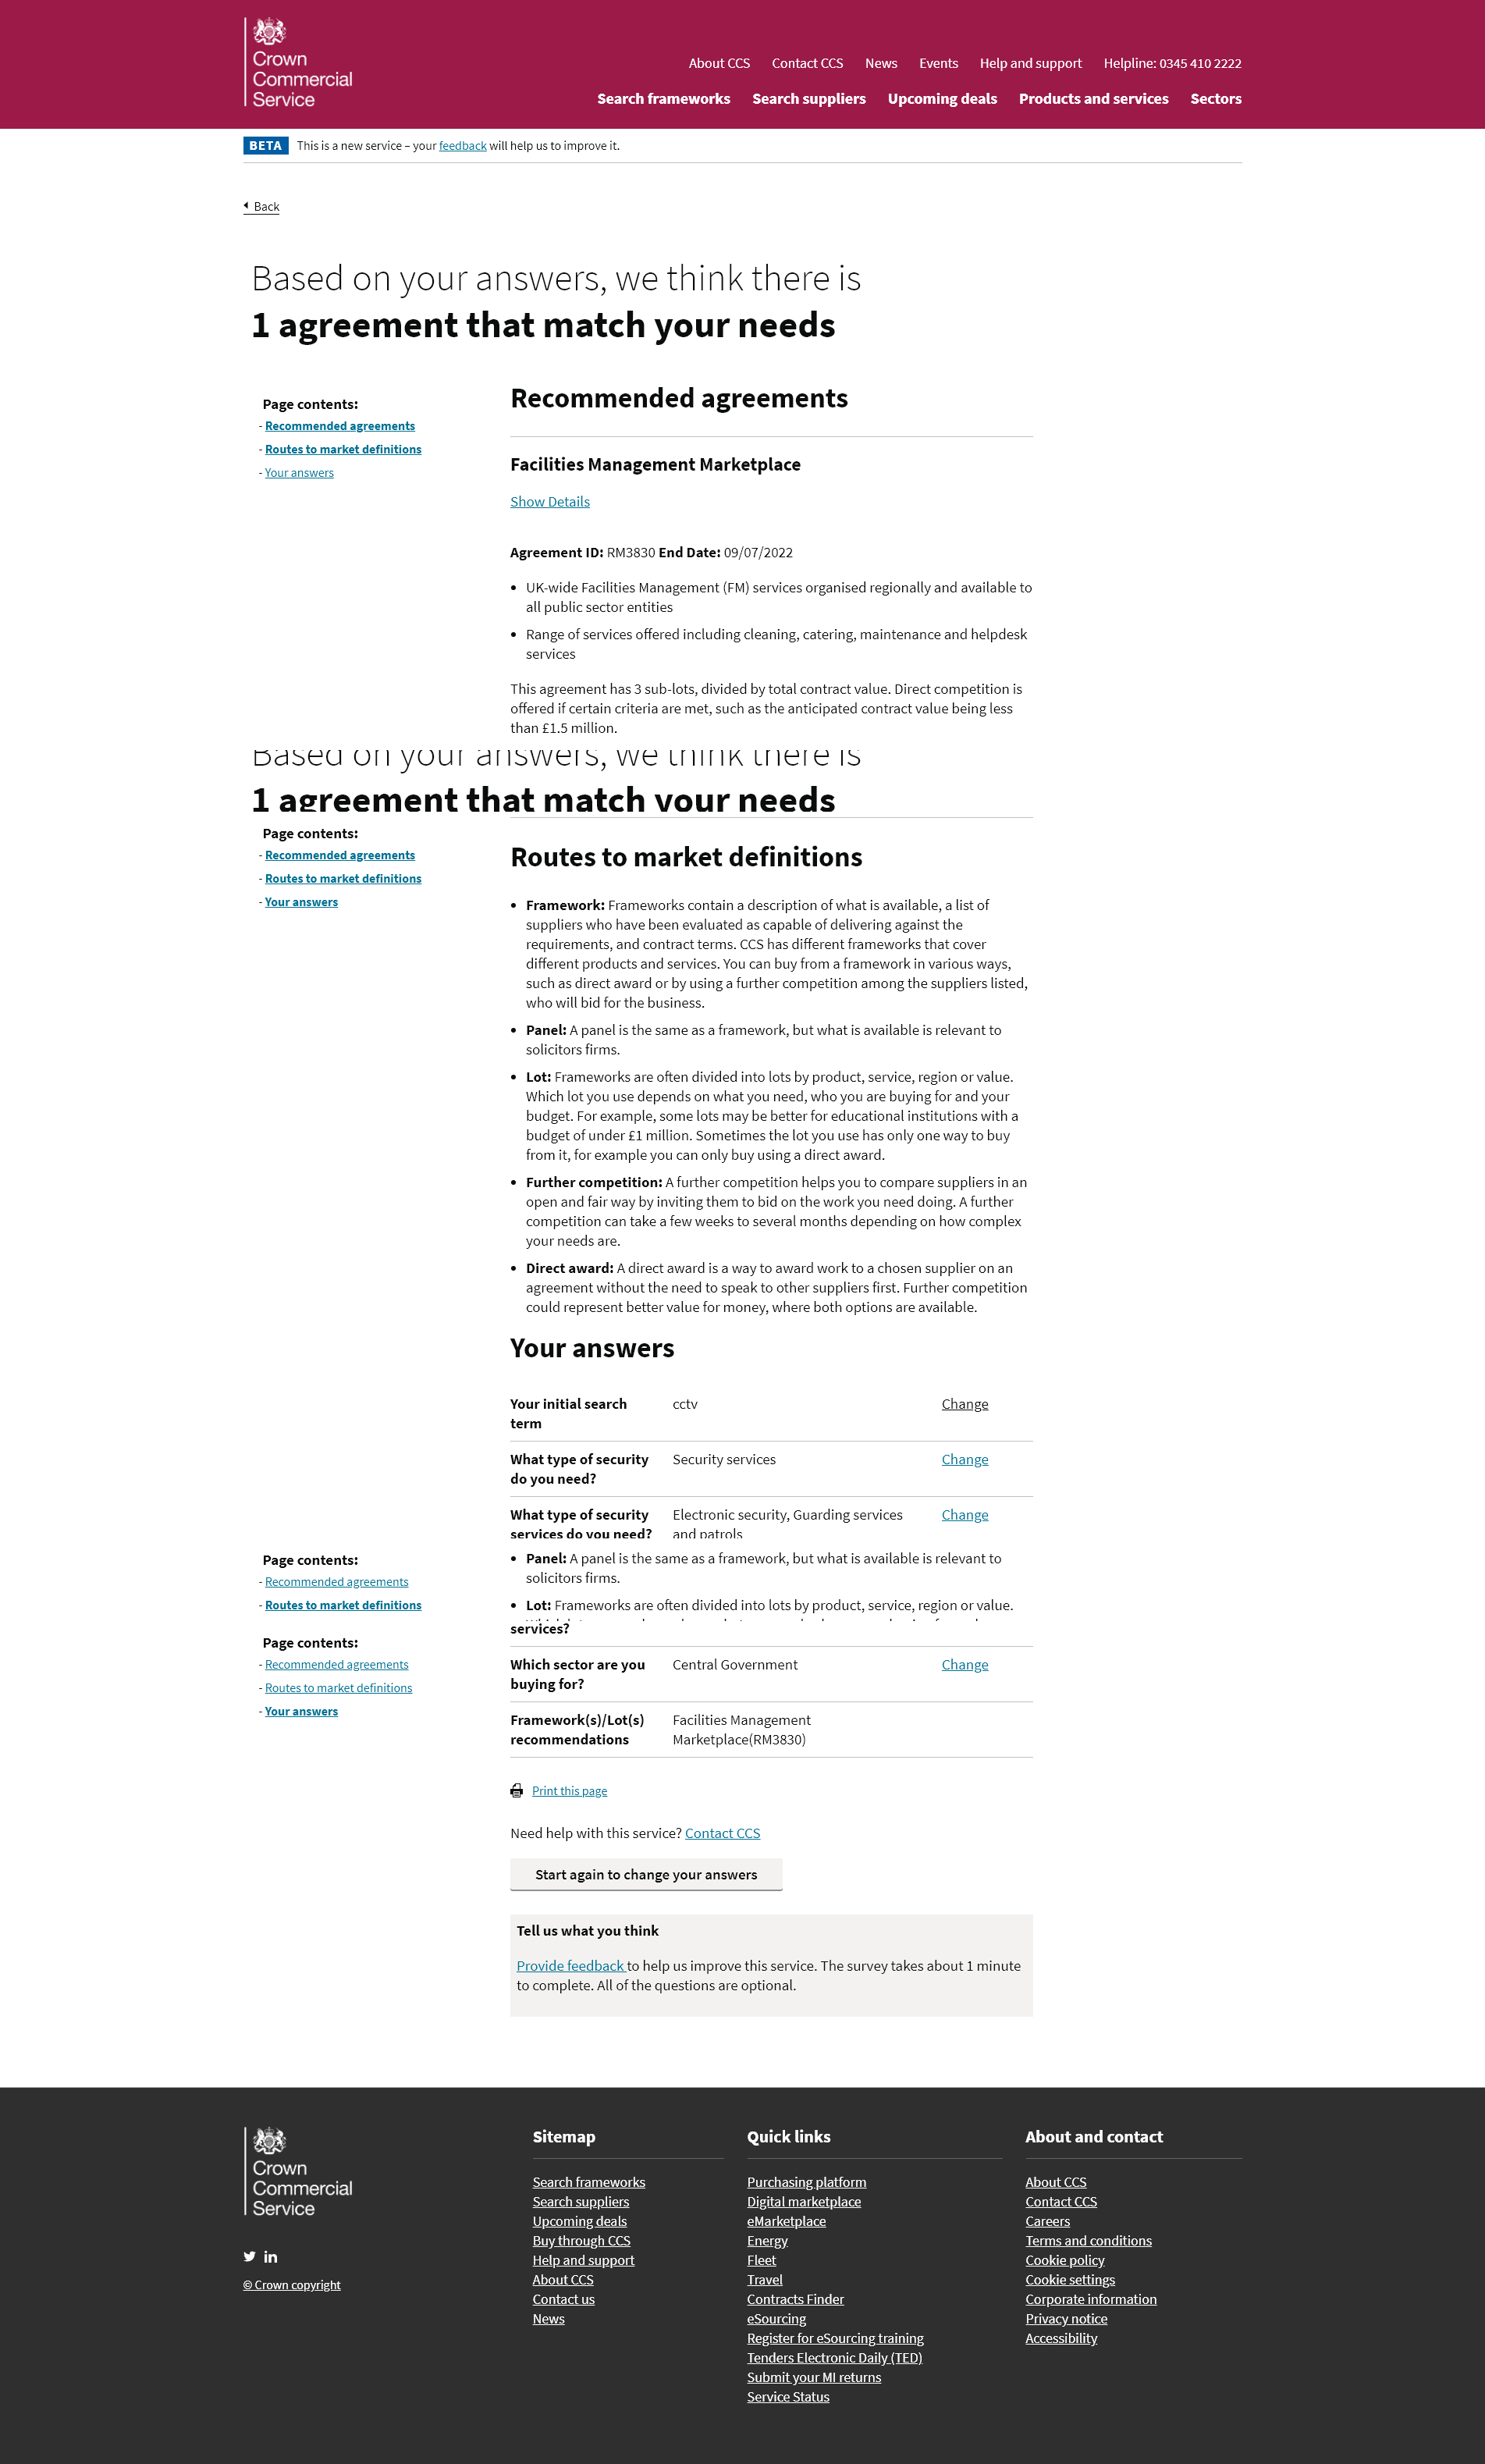 Crown
Commercial
Service
About CCS Contact CCS News Events Help and support Helpline: 0345 410 2222
Search frameworks Search suppliers Upcoming deals Products and services Sectors
BETA This is a new service – your feedback will help us to improve it.
Back
Based on your answers, we think there is
1 agreement that match your needs
Page contents:
- Recommended agreements
- Routes to market definitions
- Your answers
Recommended agreements
Facilities Management Marketplace
Show Details
Agreement ID: RM3830 End Date: 09/07/2022
• UK-wide Facilities Management (FM) services organised regionally and available to
all public sector entities
• Range of services offered including cleaning, catering, maintenance and helpdesk
services
This agreement has 3 sub-lots, divided by total contract value. Direct competition is
offered if certain criteria are met, such as the anticipated contract value being less
than £1.5 million.
Based on your answers, we think there is
1 agreement that match your needs
Page contents:
- Recommended agreements
- Routes to market definitions
- Your answers
Routes to market definitions
• Framework: Frameworks contain a description of what is available, a list of
suppliers who have been evaluated as capable of delivering against the
requirements, and contract terms. CCS has different frameworks that cover
different products and services. You can buy from a framework in various ways,
such as direct award or by using a further competition among the suppliers listed,
who will bid for the business.
• Panel: A panel is the same as a framework, but what is available is relevant to
solicitors firms.
• Lot: Frameworks are often divided into lots by product, service, region or value.
Which lot you use depends on what you need, who you are buying for and your
budget. For example, some lots may be better for educational institutions with a
budget of under £1 million. Sometimes the lot you use has only one way to buy
from it, for example you can only buy using a direct award.
• Further competition: A further competition helps you to compare suppliers in an
open and fair way by inviting them to bid on the work you need doing. A further
competition can take a few weeks to several months depending on how complex
your needs are.
• Direct award: A direct award is a way to award work to a chosen supplier on an
agreement without the need to speak to other suppliers first. Further competition
could represent better value for money, where both options are available.
Your answers
Your initial search cctv Change
term
What type of security Security services Change
do you need?
What type of security Electronic security, Guarding services Change
services do you need? and patrols
Page contents:
- Recommended agreements
- Routes to market definitions
• Panel: A panel is the same as a framework, but what is available is relevant to
solicitors firms.
• Lot: Frameworks are often divided into lots by product, service, region or value.
services?
Page contents:
- Recommended agreements
- Routes to market definitions
- Your answers
Which sector are you Central Government Change
buying for?
Framework(s)/Lot(s) Facilities Management
recommendations Marketplace(RM3830)
Print this page
Need help with this service? Contact CCS
Start again to change your answers
Tell us what you think
Provide feedback to help us improve this service. The survey takes about 1 minute
to complete. All of the questions are optional.
Crown
Commercial
Service
© Crown copyright
Sitemap
Search frameworks
Search suppliers
Upcoming deals
Buy through CCS
Help and support
About CCS
Contact us
News
Quick links
Purchasing platform
Digital marketplace
eMarketplace
Energy
Fleet
Travel
Contracts Finder
eSourcing
Register for eSourcing training
Tenders Electronic Daily (TED)
Submit your MI returns
Service Status
About and contact
About CCS
Contact CCS
Careers
Terms and conditions
Cookie policy
Cookie settings
Corporate information
Privacy notice
Accessibility